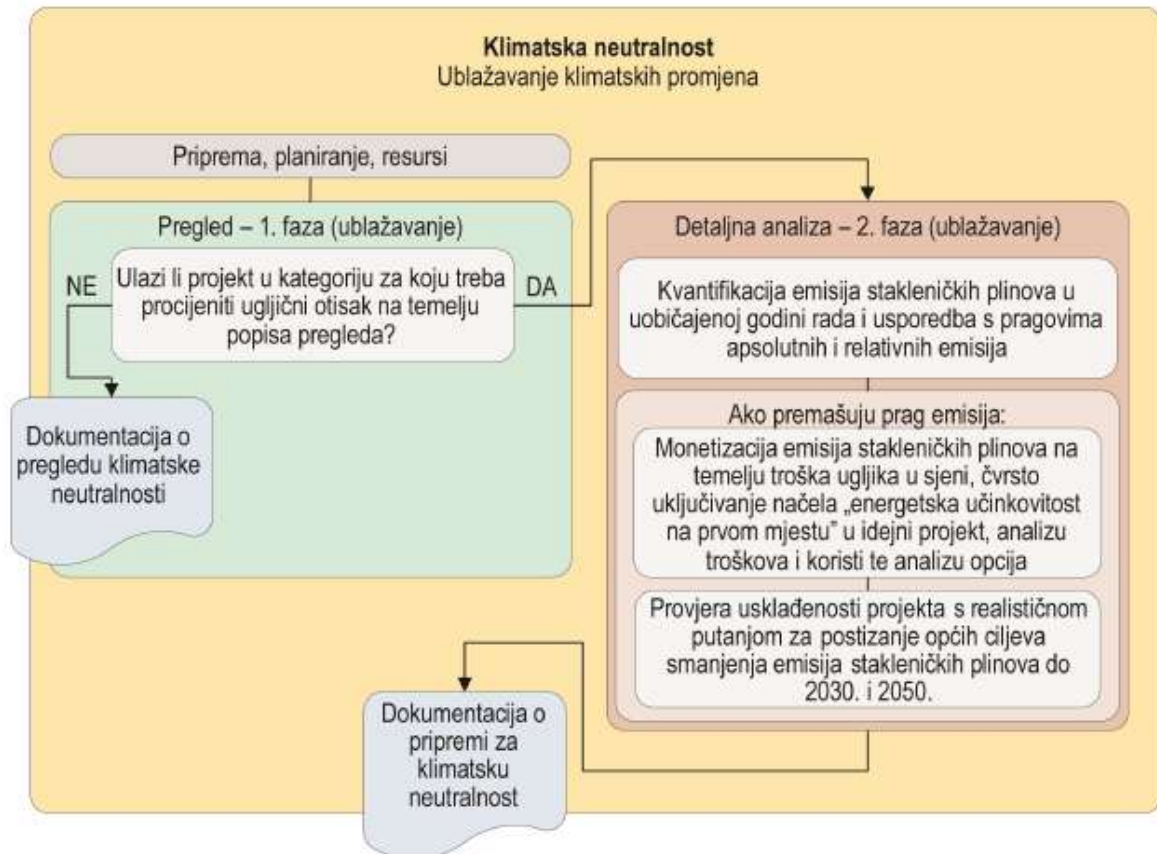 Klimatska neutralnost
Ublažavanje klimatskih promjena
Priprema, planiranje, resursi
Pregled – 1. faza (ublažavanje)
NE
Ulazi li projekt u kategoriju za koju treba
procijeniti ugljični otisak na temelju
popisa pregleda?
DA
Dokumentacija o
pregledu klimatske
neutralnosti
Detaljna analiza – 2. faza (ublažavanje)
Kvantifikacija emisija stakleničkih plinova u
uobičajenoj godini rada i usporedba s pragovima
apsolutnih i relativnih emisija
Ako premašuju prag emisija:
Monetizacija emisija stakleničkih plinova na
temelju troška ugljika u sjeni, čvrsto
uključivanje načela „energetska učinkovitost
na prvom mjestu” u idejni projekt, analizu
troškova i koristi te analizu opcija
Provjera usklađenosti projekta s realističnom
putanjom za postizanje općih ciljeva
smanjenja emisija stakleničkih plinova do
2030. i 2050.
Dokumentacija o
pripremi za
klimatsku
neutralnost